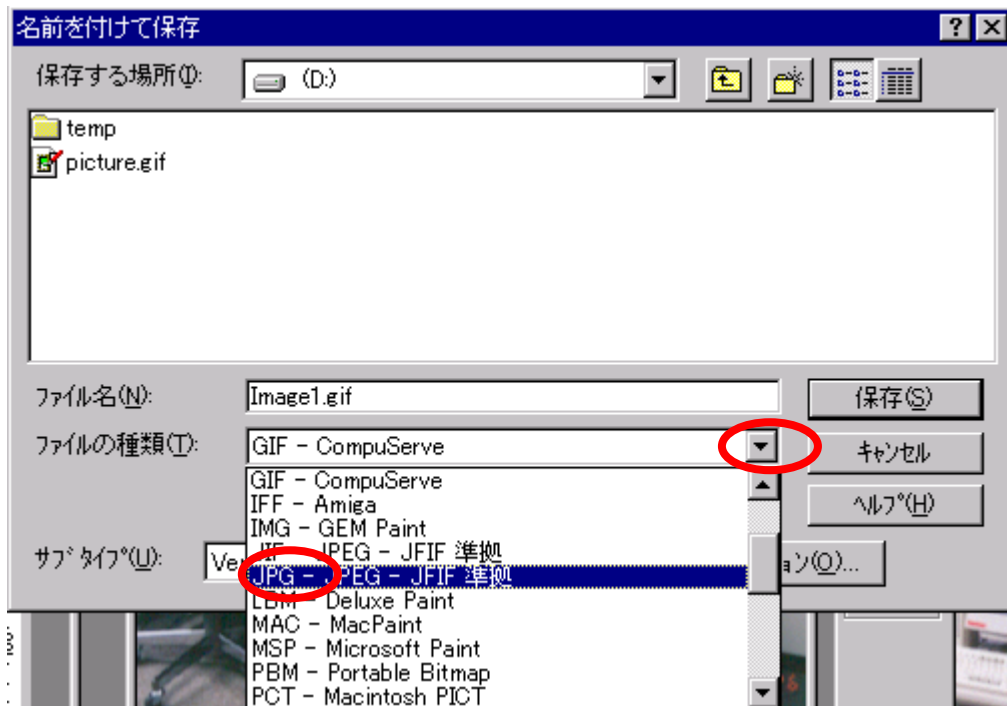 名前を付けて保存
保存する場所(I):
(D:)
temp
picture.gif
ファイル名(N):
Image1.gif
保存(S)
ファイルの種類(T):
GIF - CompuServe
キャンセル
GIF - CompuServe
IFF - Amiga
IMG - GEM Paint
ヘルプ(H)
JIF - JPEG - JFIF 準拠
サブタイプ(U):
Ve
JPG - JPEG - JFIF 準拠
ョン(O)...
LBM - Deluxe Paint
MAC - MacPaint
MSP - Microsoft Paint
PBM - Portable Bitmap
PCT - Macintosh PICT